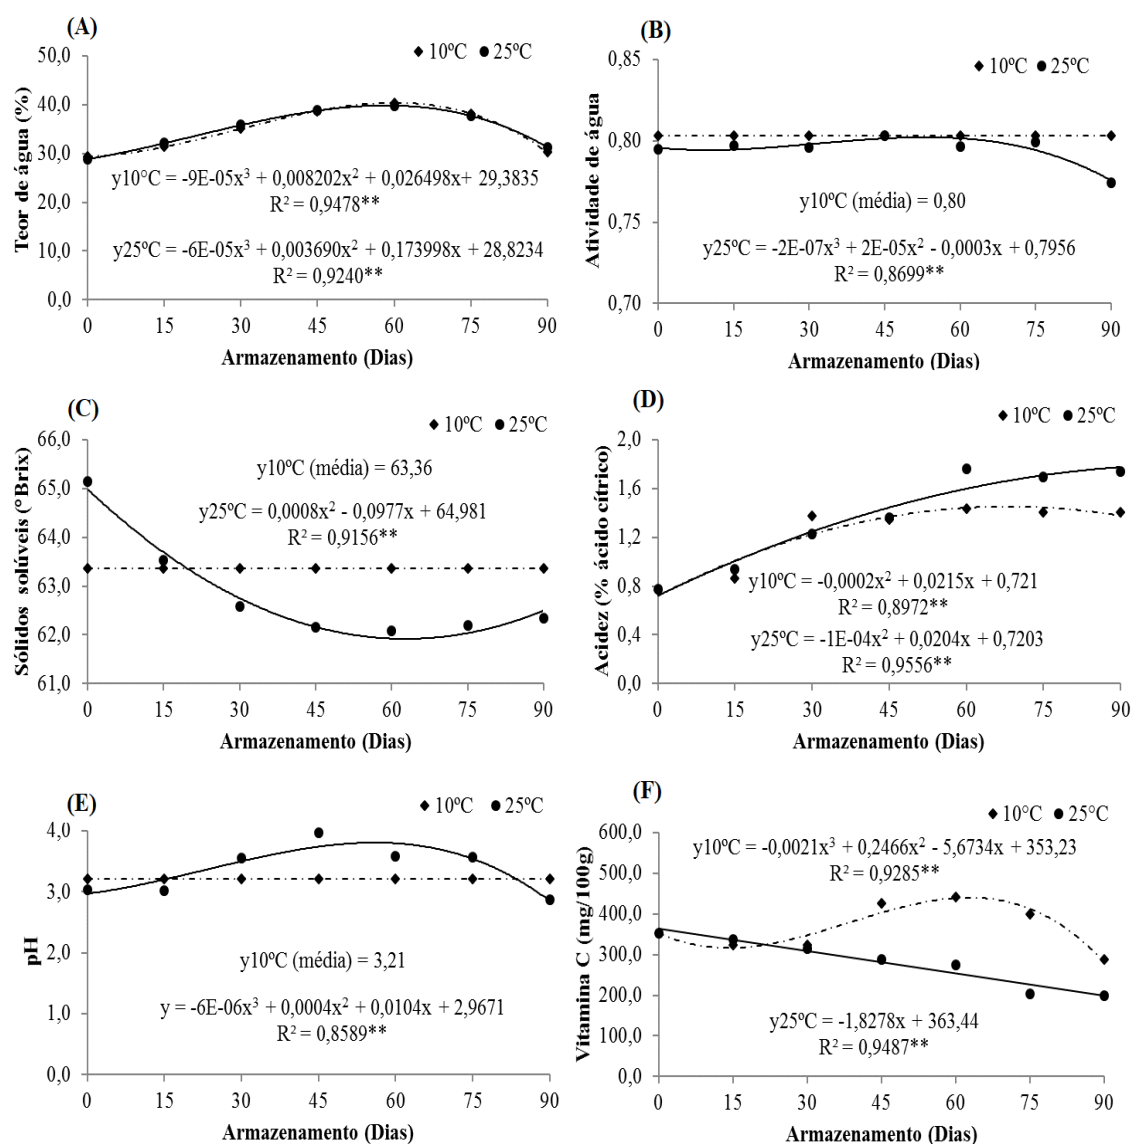 (A)
10ºC 25ºC
50,0
40,0
30,0
20,0
10,0
0,0
Teor de água (%)
y10°C = -9E-05x³ + 0,008202x² + 0,026498x+ 29,3835
R² = 0,9478**
y25ºC = -6E-05x³ + 0,003690x² + 0,173998x + 28,8234
R² = 0,9240**
0 15 30 45 60 75 90
Armazenamento (Dias)
(B)
10ºC 25ºC
0,85
0,80
0,75
0,70
Atividade de água
y10ºC (média) = 0,80
y25ºC = -2E-07x³ + 2E-05x² - 0,0003x + 0,7956
R² = 0,8699**
0 15 30 45 60 75 90
Armazenamento (Dias)
(C)
10ºC 25ºC
66,0
65,0
64,0
63,0
62,0
61,0
Sólidos solúveis (°Brix)
y10ºC (média) = 63,36
y25ºC = 0,0008x² - 0,0977x + 64,981
R² = 0,9156**
0 15 30 45 60 75 90
Armazenamento (Dias)
(D)
10ºC 25ºC
2,0
1,6
1,2
0,8
0,4
0,0
Acidez (% ácido cítrico)
y10ºC = -0,0002x² + 0,0215x + 0,721
R² = 0,8972**
y25ºC = -1E-04x² + 0,0204x + 0,7203
R² = 0,9556**
0 15 30 45 60 75 90
Armazenamento (Dias)
(E)
10ºC 25ºC
4,0
3,0
2,0
1,0
0,0
pH
y10ºC (média) = 3,21
y = -6E-06x³ + 0,0004x² + 0,0104x + 2,9671
R² = 0,8589**
0 15 30 45 60 75 90
Armazenamento (Dias)
(F)
10°C 25°C
600,0
500,0
400,0
300,0
200,0
100,0
0,0
Vitamina C (mg/100g)
y10ºC = -0,0021x³ + 0,2466x² - 5,6734x + 353,23
R² = 0,9285**
y25ºC = -1,8278x + 363,44
R² = 0,9487**
0 15 30 45 60 75 90
Armazenamento (Dias)